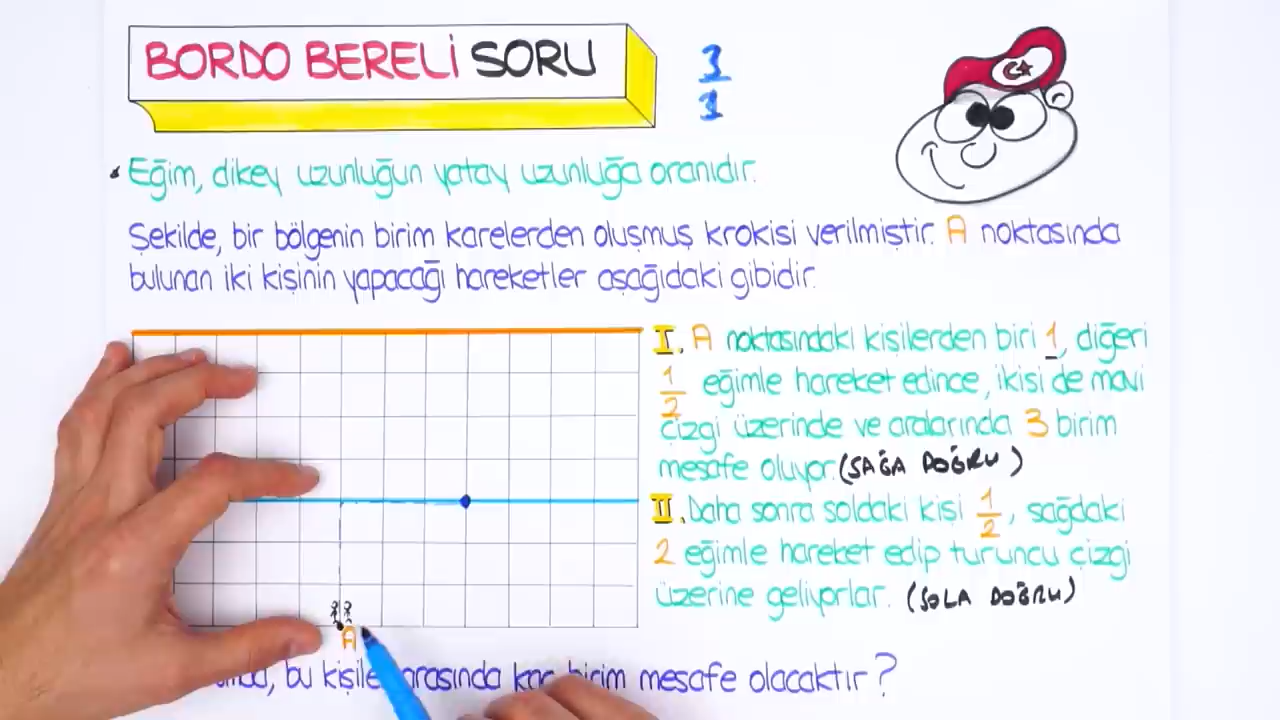 BORDO BERELİ SORU
3
3
Eğim, dikey uzunluğun yatay uzunluğa oranıdır.
Şekilde, bir bölgenin birim karelerden oluşmuş krokisi verilmiştir. A noktasında
bulunan iki kişinin yapacağı hareketler aşağıdaki gibidir.
I. A noktasındaki kişilerden biri 1, diğeri
1/2 eğimle hareket edince, ikisi de mavi
çizgi üzerinde ve aralarında 3 birim
mesafe oluyor. (SAĞA DOĞRU)
II. Daha sonra soldaki kişi 1/2, sağdaki
2 eğimle hareket edip turuncu çizgi
üzerine geliyorlar. (SOLA DOĞRU)
A
bu kişiler arasında kaç birim mesafe olacaktır?